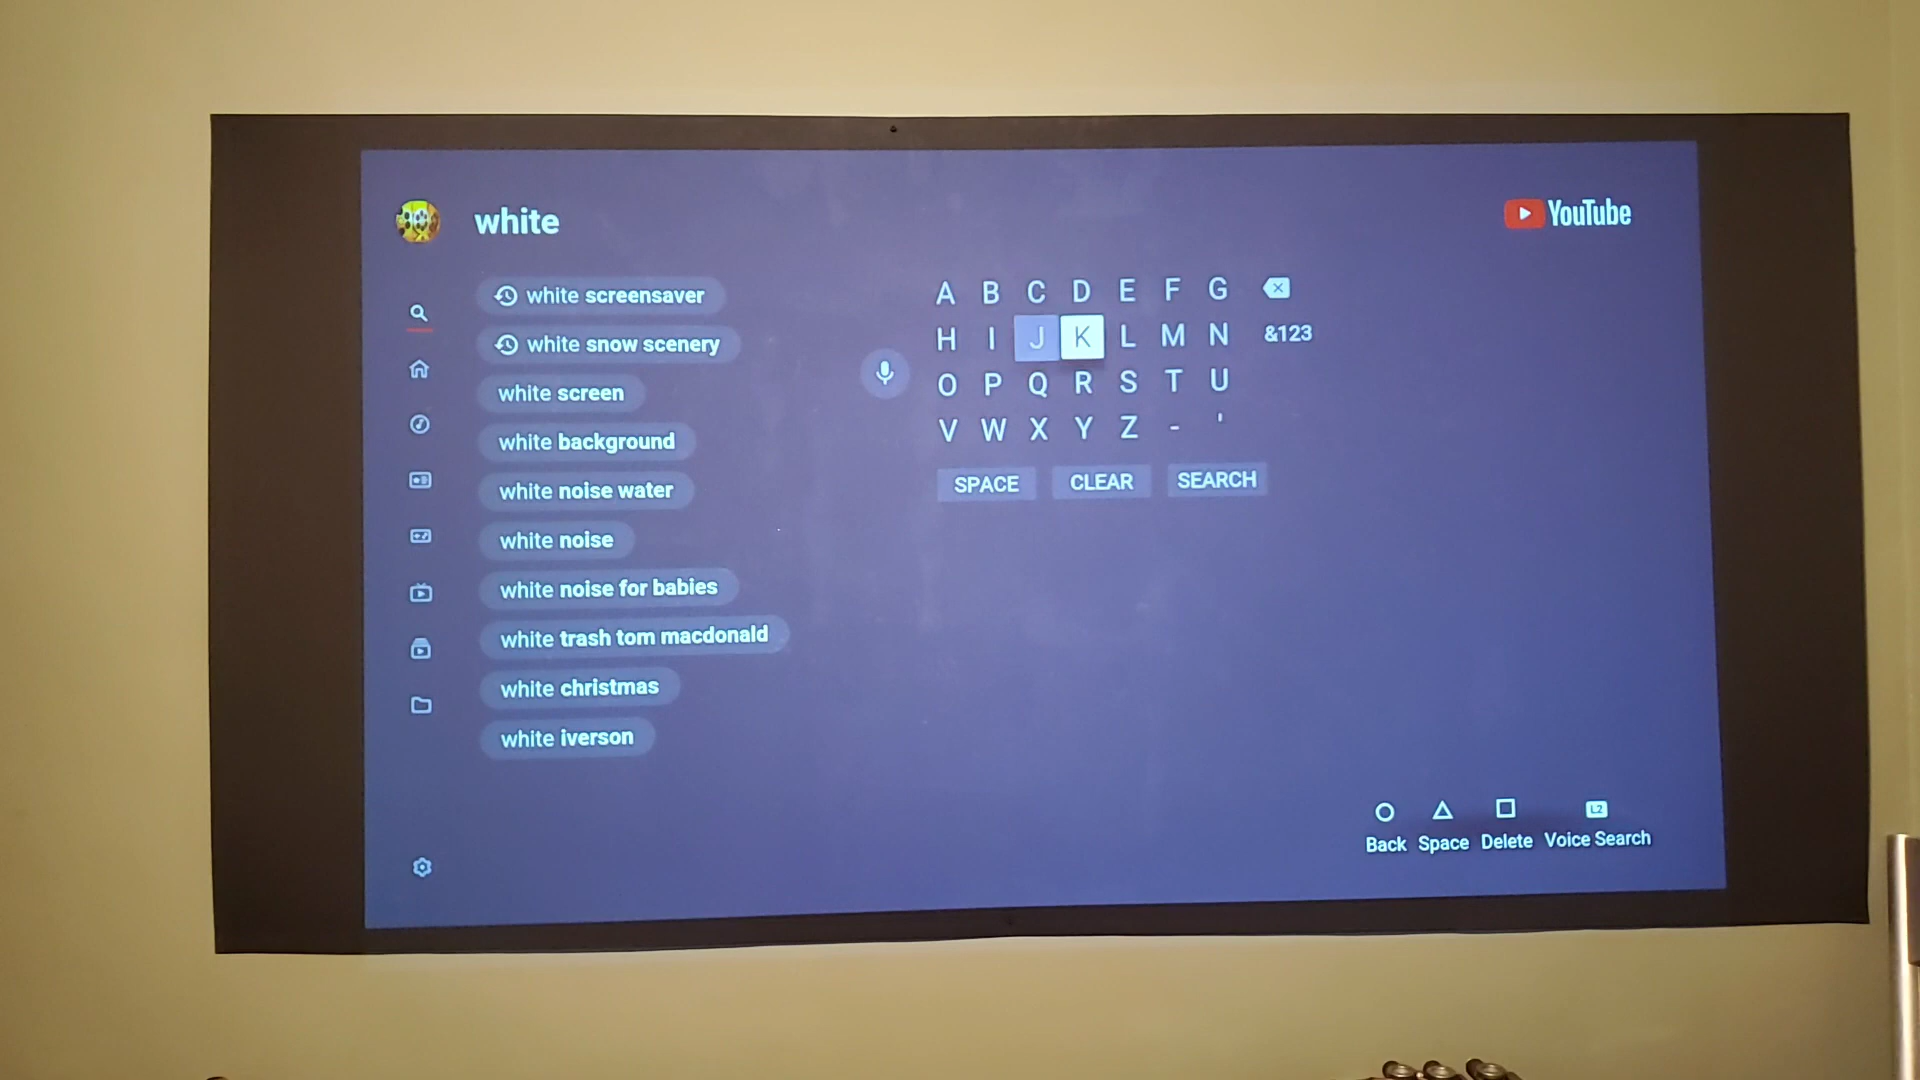 white
YouTube
white screensaver
white snow scenery
white screen
white background
white noise water
white noise
white noise for babies
white trash tom macdonald
white christmas
white iverson
A B C D E F G
H I J K L M N &123
O P Q R S T U
V W X Y Z - '
SPACE CLEAR SEARCH
L2
Back Space Delete Voice Search